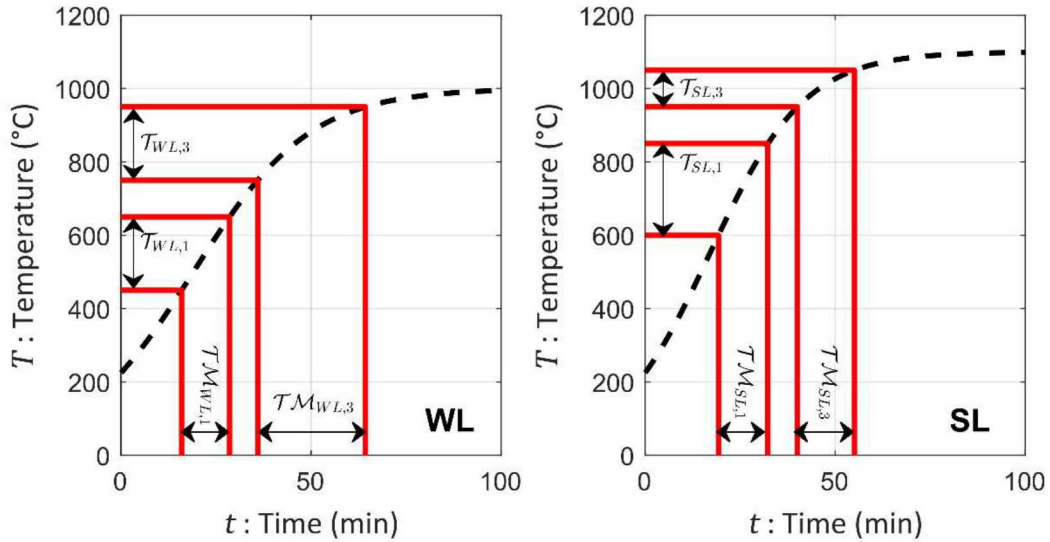 1200
1000
800
600
400
200
0
T : Temperature (°C)
𝒯WL,3
𝒯WL,1
𝒯ℳWL,1
𝒯ℳWL,3
WL
0
50
100
t : Time (min)
1200
1000
800
600
400
200
0
T : Temperature (°C)
𝒯SL,3
𝒯SL,1
𝒯ℳSL,1
𝒯ℳSL,3
SL
0
50
100
t : Time (min)